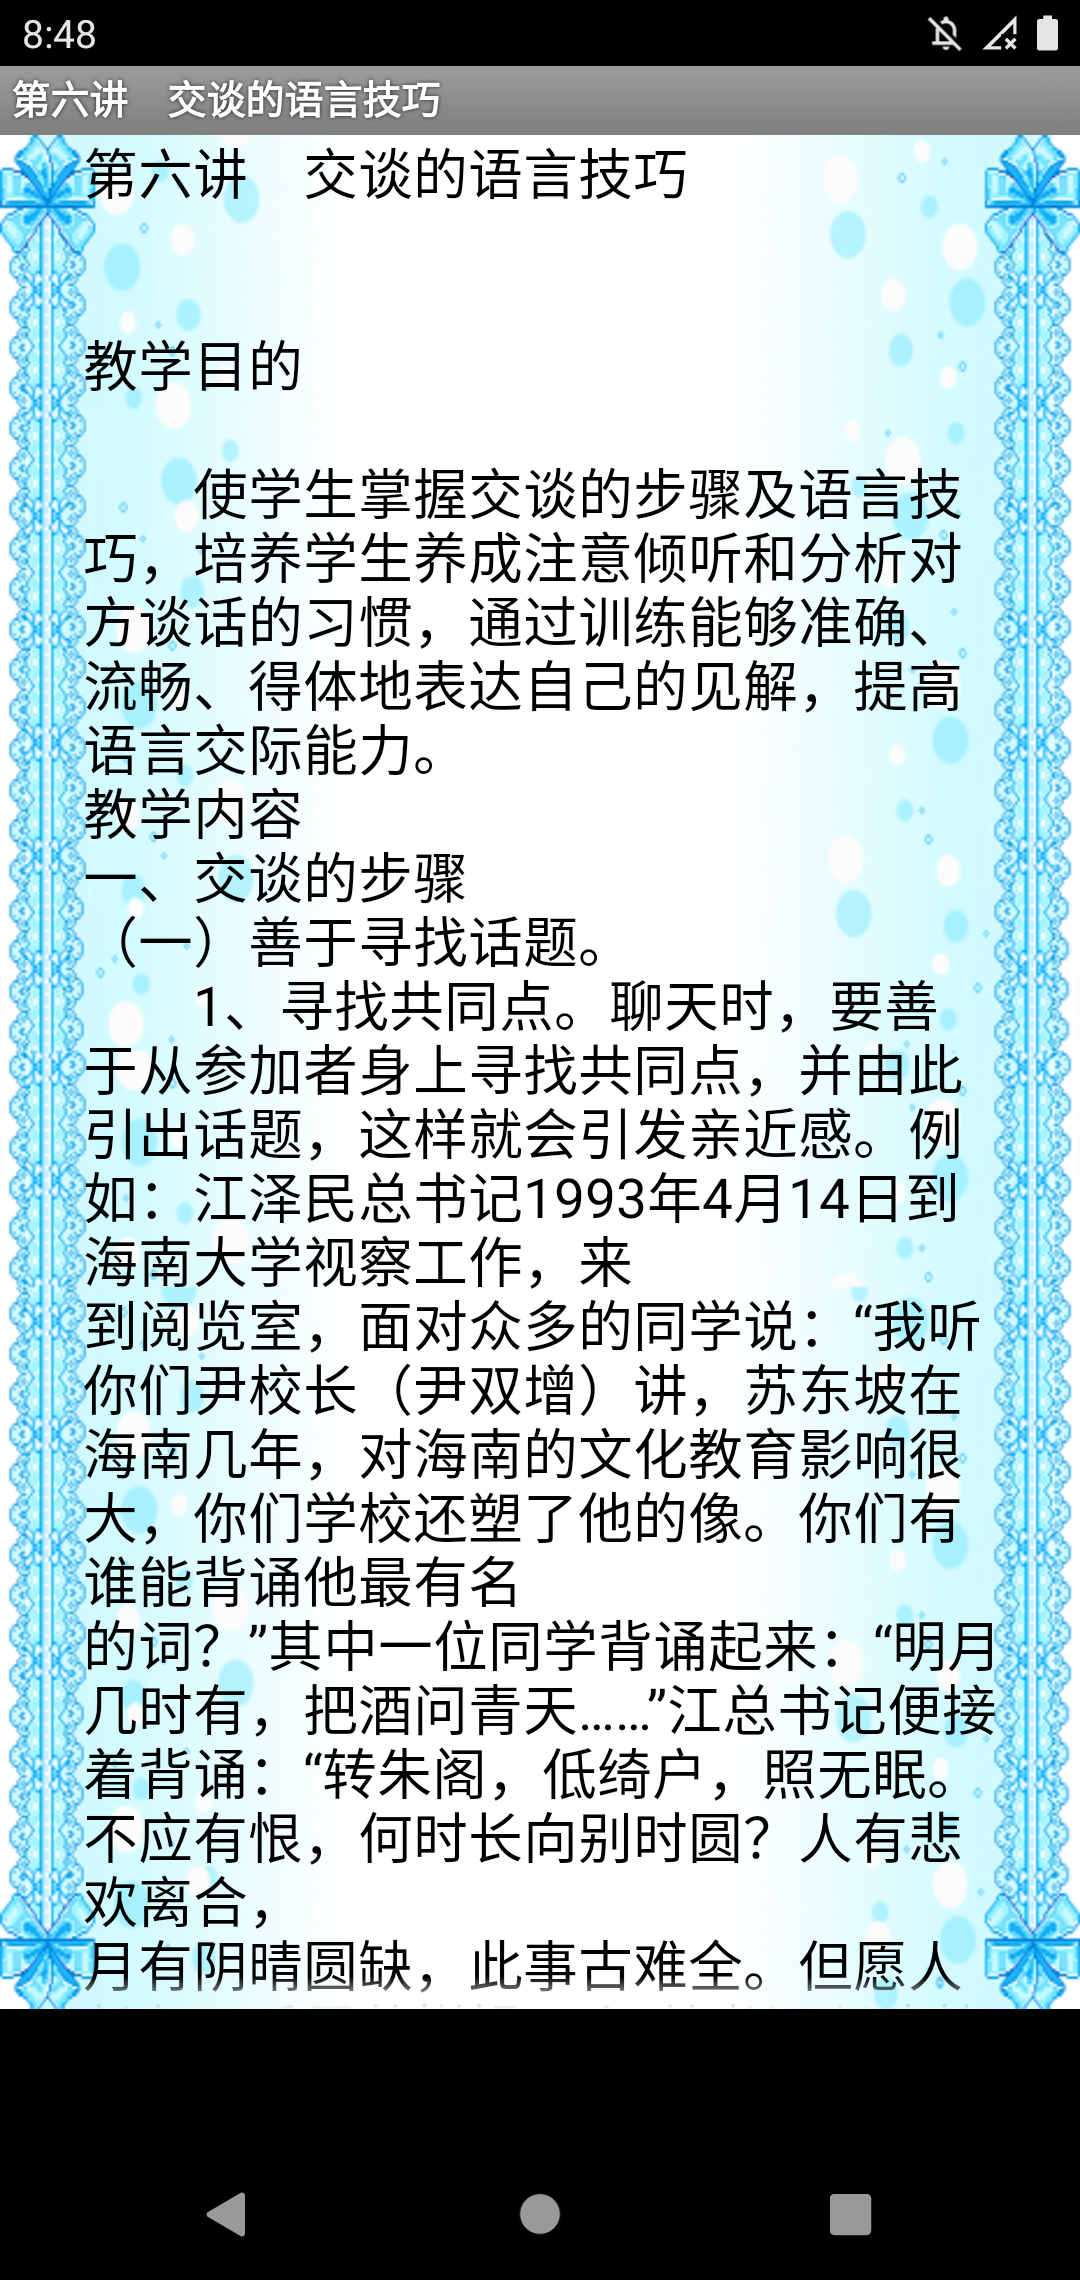 8:48
第六讲　交谈的语言技巧
第六讲　交谈的语言技巧
教学目的
使学生掌握交谈的步骤及语言技
巧，培养学生养成注意倾听和分析对
方谈话的习惯，通过训练能够准确、
流畅、得体地表达自己的见解，提高
语言交际能力。
教学内容
一、交谈的步骤
（一）善于寻找话题。
1、寻找共同点。聊天时，要善
于从参加者身上寻找共同点，并由此
引出话题，这样就会引发亲近感。例
如：江泽民总书记1993年4月14日到
海南大学视察工作，来
到阅览室，面对众多的同学说：“我听
你们尹校长（尹双增）讲，苏东坡在
海南几年，对海南的文化教育影响很
大，你们学校还塑了他的像。你们有
谁能背诵他最有名
的词？”其中一位同学背诵起来：“明月
几时有，把酒问青天……”江总书记便接
着背诵：“转朱阁，低绮户，照无眠。
不应有恨，何时长向别时圆？人有悲
欢离合，
月有阴晴圆缺，此事古难全。但愿人